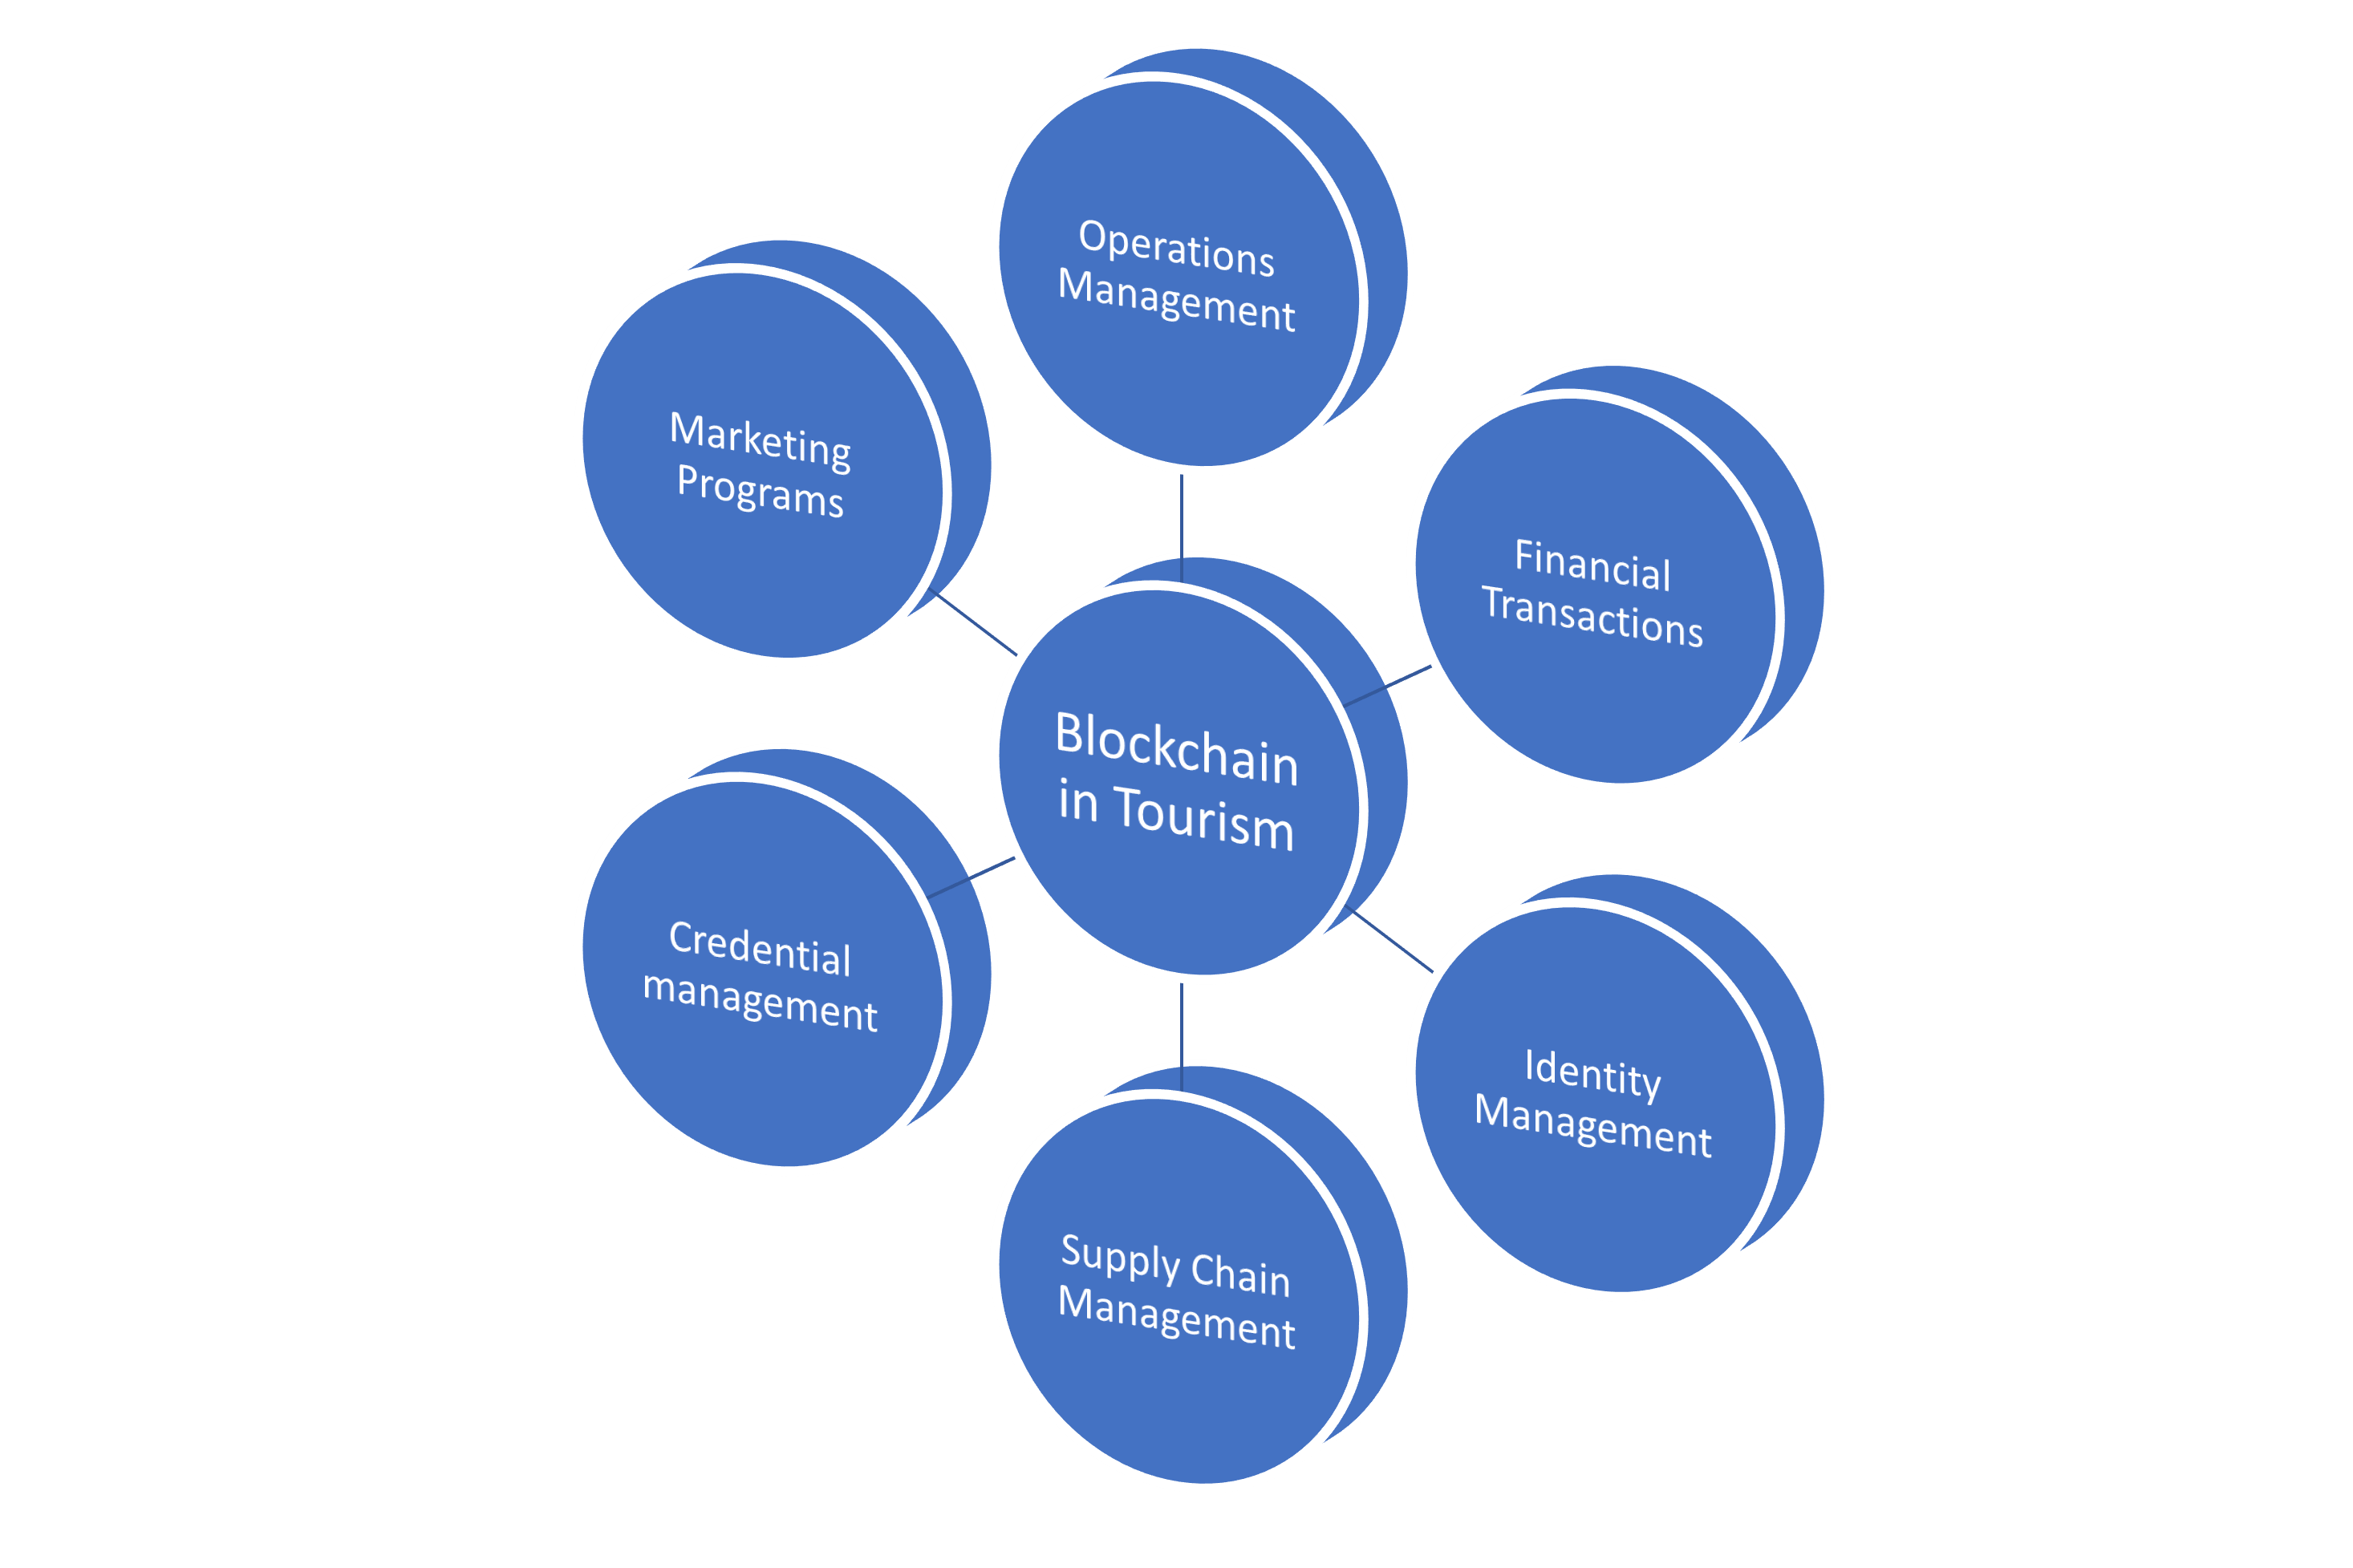 Operations
Management
Marketing
Programs
Financial
Transactions
Blockchain
in Tourism
Credential
management
Identity
Management
Supply Chain
Management